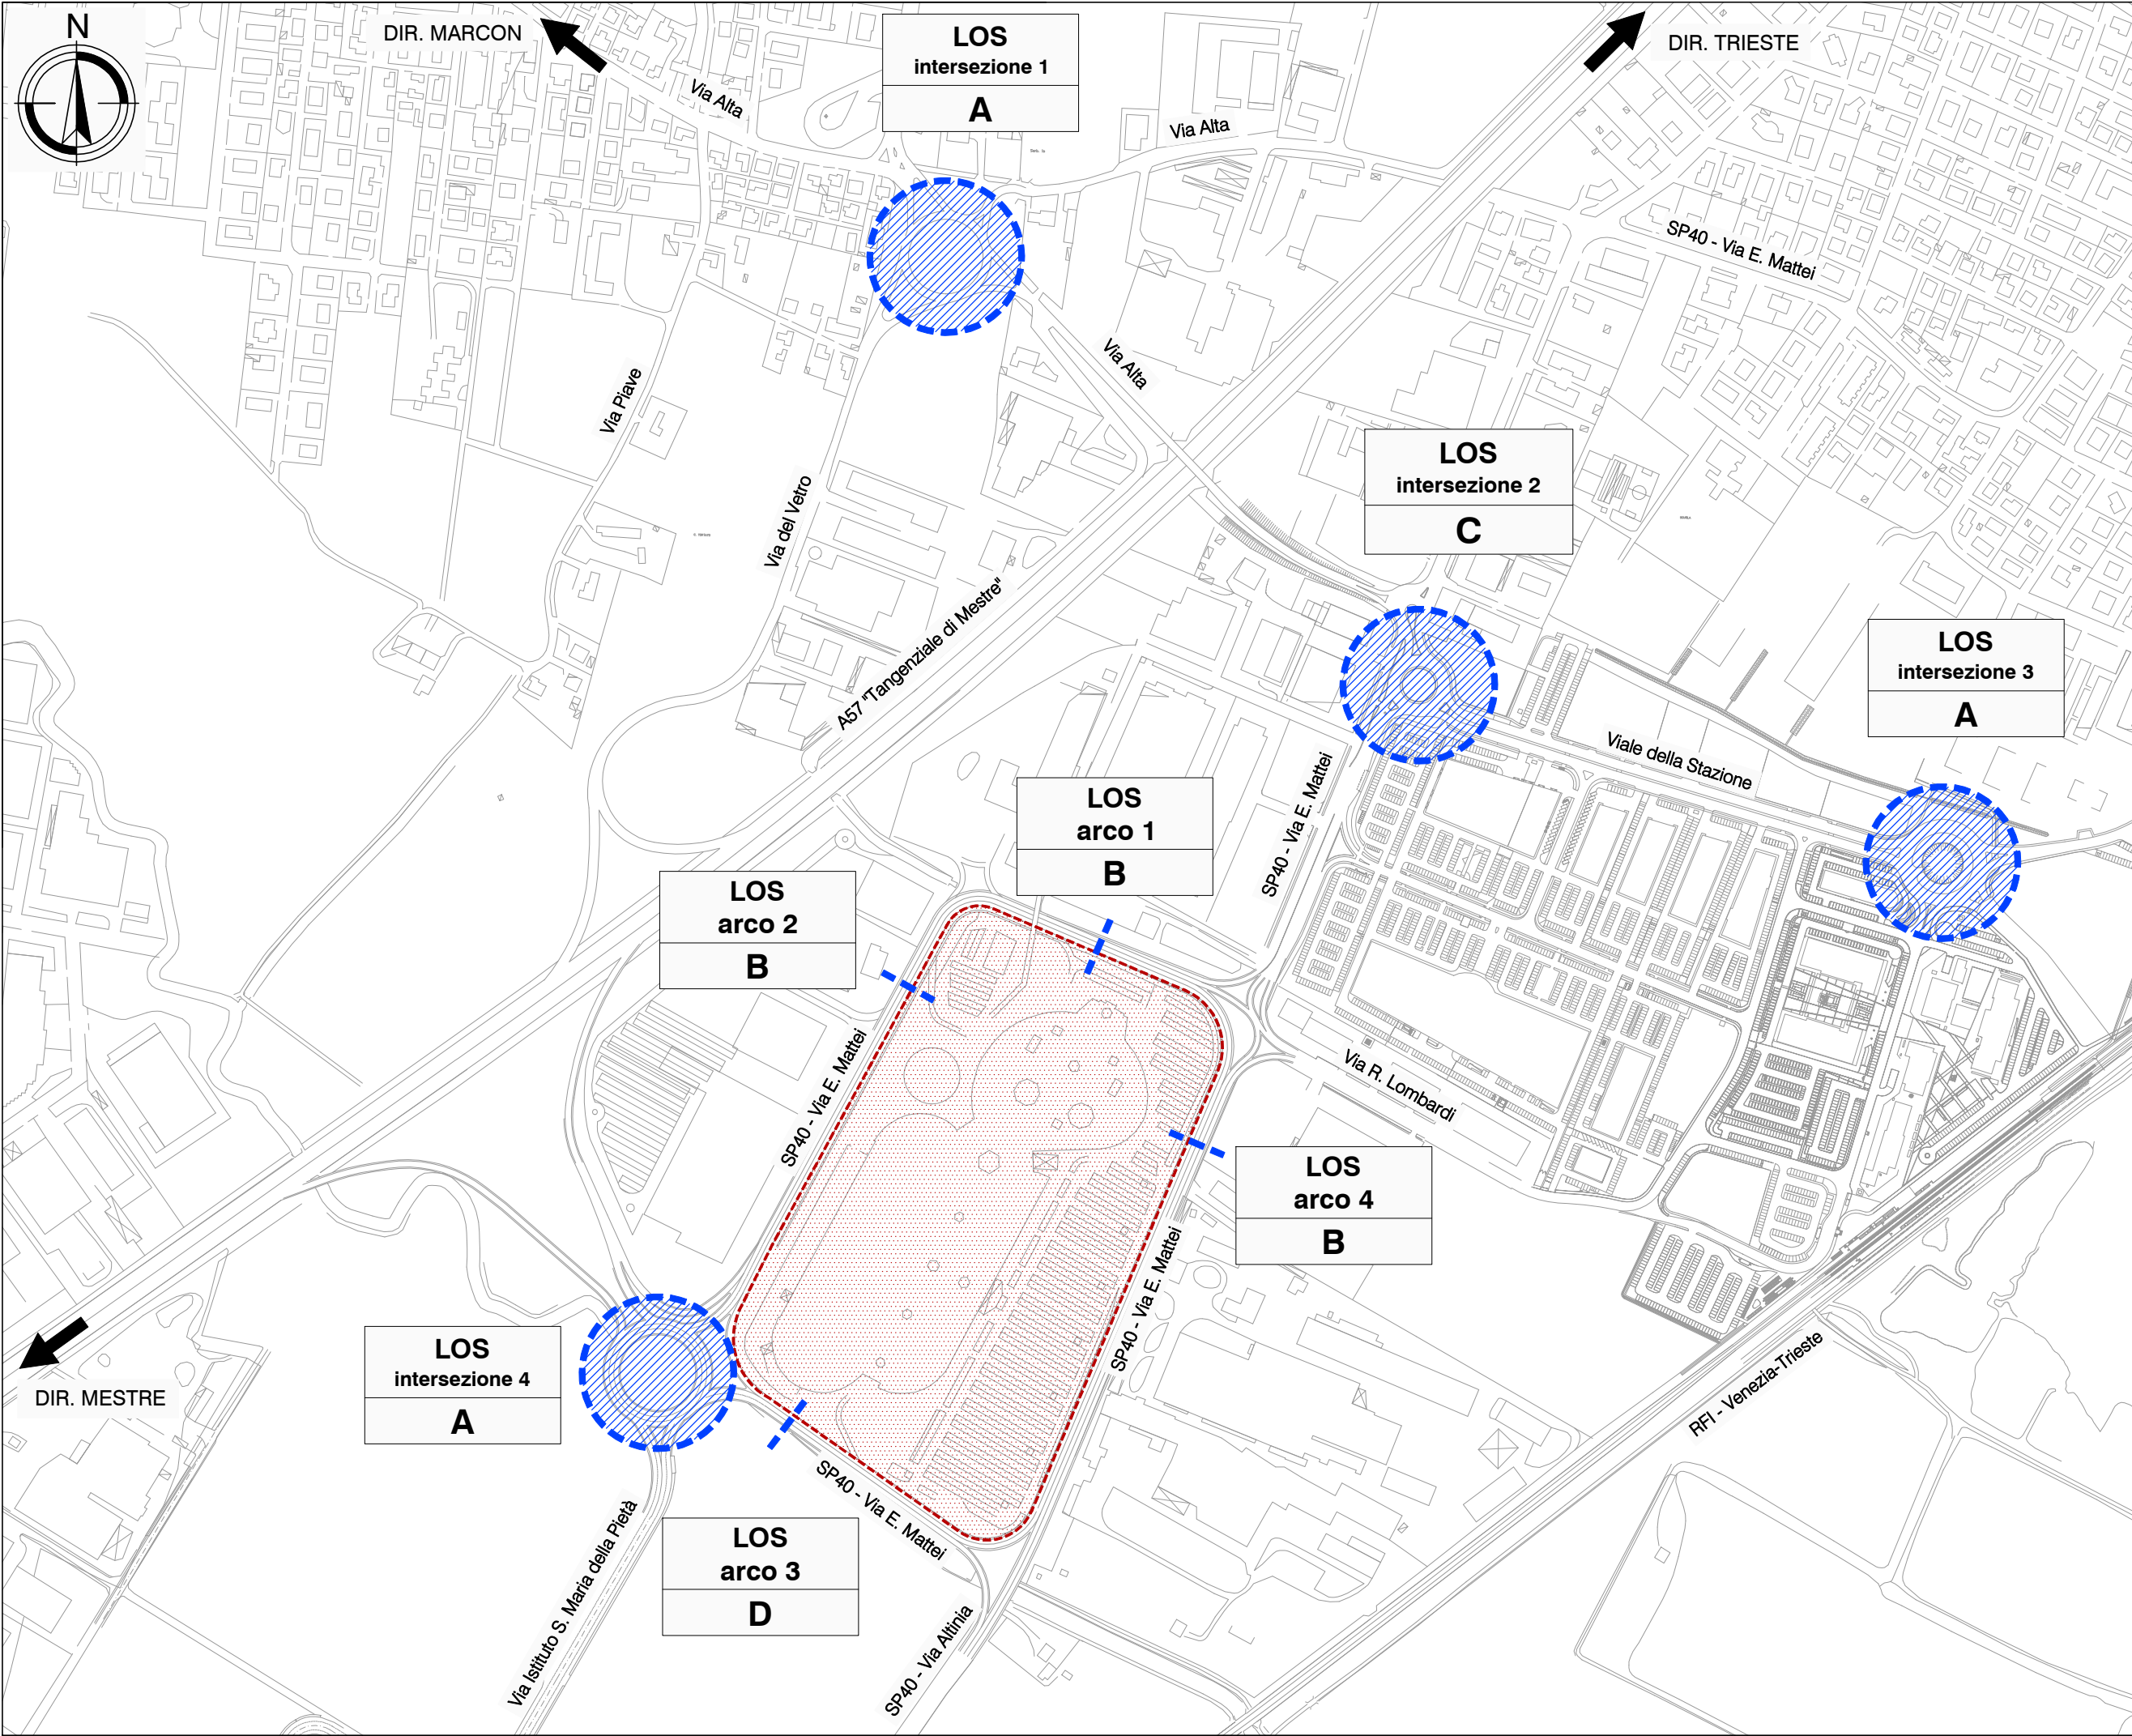 N
DIR. MARCON
DIR. TRIESTE
LOS
intersezione 1
A
Via Alta
Via Alta
SP40 - Via E. Mattei
Via Alta
Via Piave
LOS
intersezione 2
C
Via del Vetro
A57 "Tangenziale di Mestre"
LOS
intersezione 3
A
Viale della Stazione
SP40 - Via E. Mattei
LOS
arco 1
B
LOS
arco 2
B
SP40 - Via E. Mattei
Via R. Lombardi
LOS
arco 4
B
SP40 - Via E. Mattei
LOS
intersezione 4
A
DIR. MESTRE
RFI - Venezia-Trieste
SP40 - Via E. Mattei
LOS
arco 3
D
Via Istituto S. Maria della Pietà
SP40 - Via Altinia